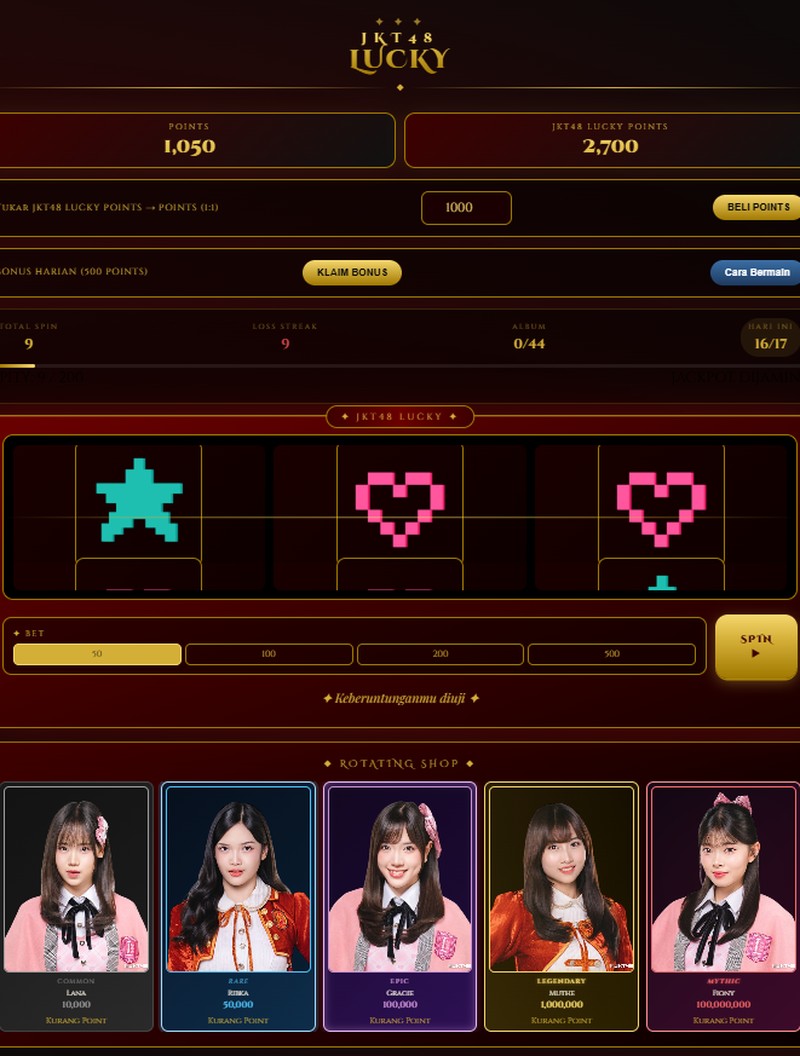 JKT48
LUCKY
POINTS
1,050
JKT48 LUCKY POINTS
2,700
TUKAR JKT48 LUCKY POINTS → POINTS (1:1)
1000
BELI POINTS
BONUS HARIAN (500 POINTS)
KLAIM BONUS
Cara Bermain
TOTAL SPIN
9
LOSS STREAK
9
ALBUM
0/44
HARI INI
16/17
✦ JKT48 LUCKY ✦
✦ BET
50
100
200
500
SPIN
▶
✦ Keberuntunganmu diuji ✦
◆ ROTATING SHOP ◆
COMMON
LANA
10,000
KURANG POINT
RARE
RIBKA
50,000
KURANG POINT
EPIC
GRACIE
100,000
KURANG POINT
LEGENDARY
MUTHE
1,000,000
KURANG POINT
MYTHIC
FIONY
100,000,000
KURANG POINT